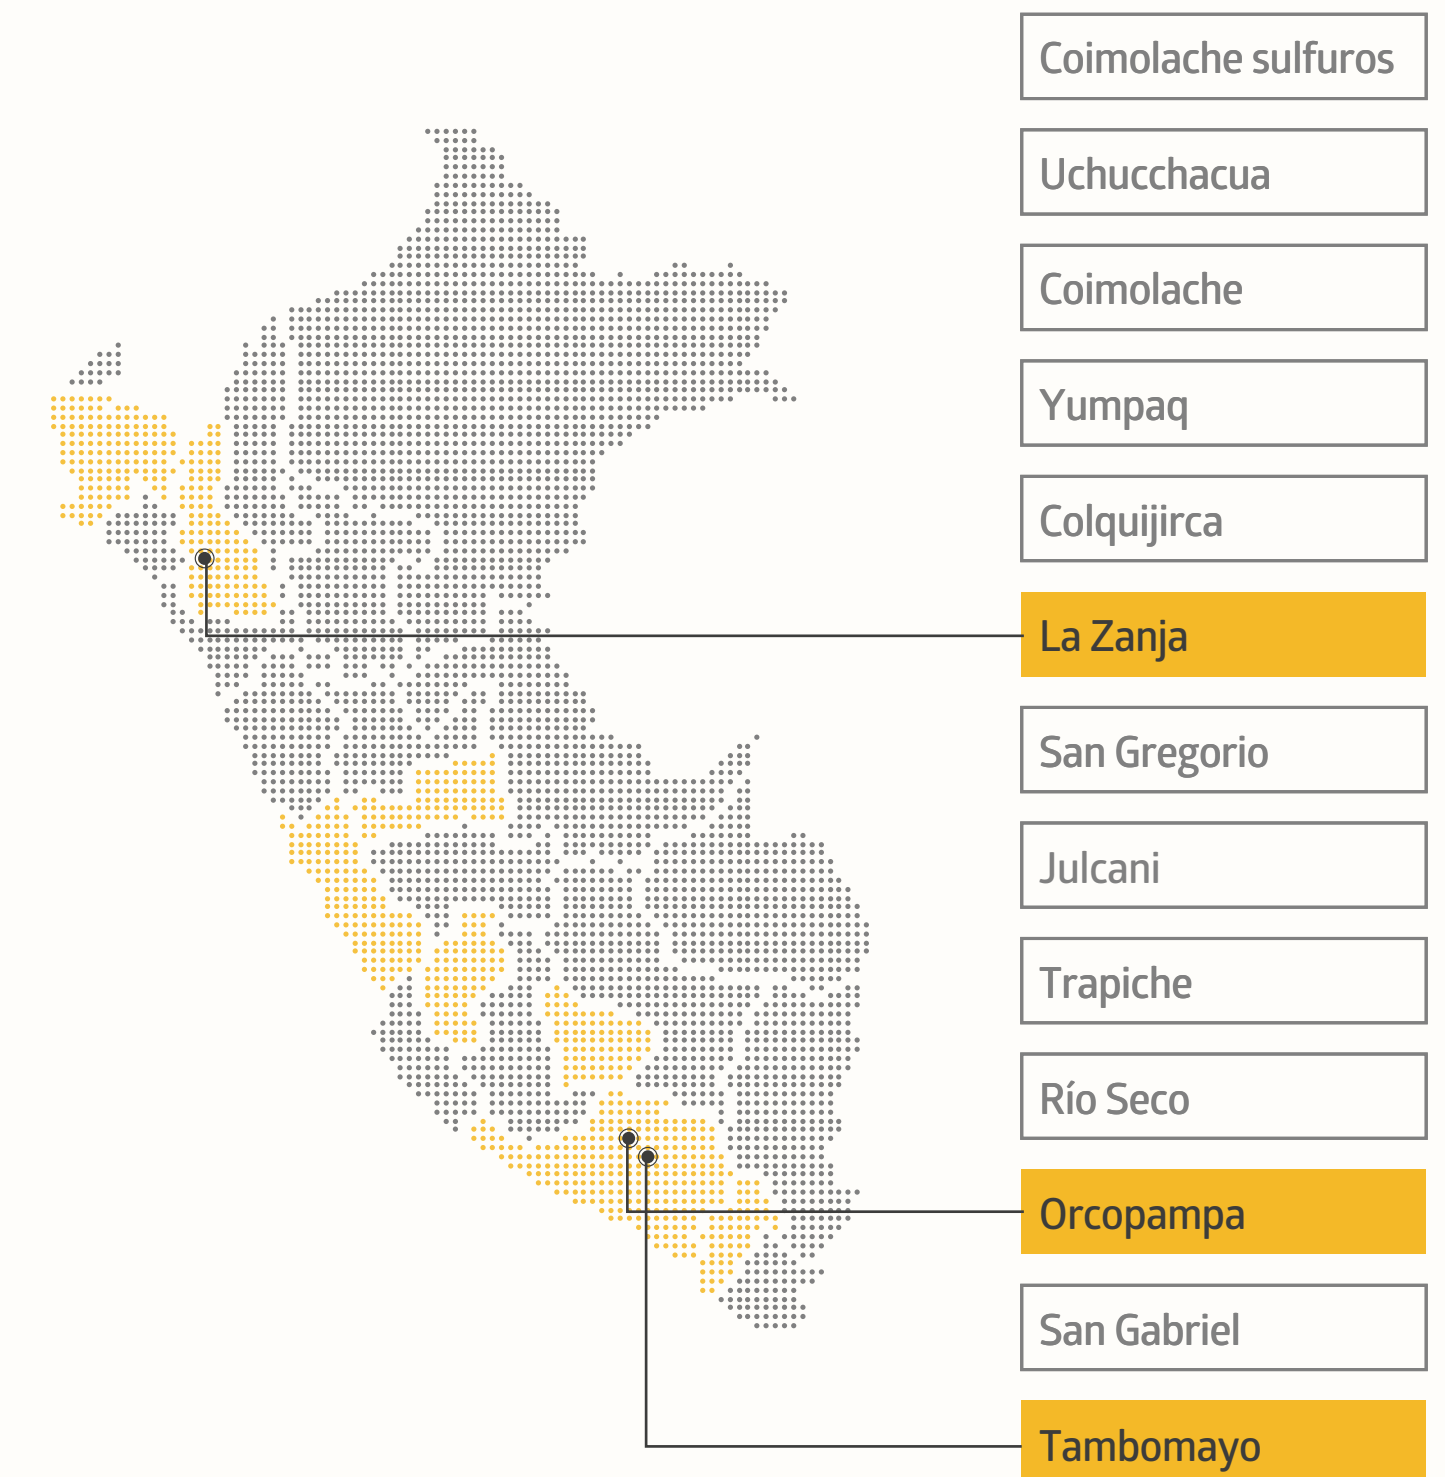 Coimolache sulfuros
Uchucchacua
Coimolache
Yumpaq
Colquijirca
La Zanja
San Gregorio
Julcani
Trapiche
Río Seco
Orcopampa
San Gabriel
Tambomayo